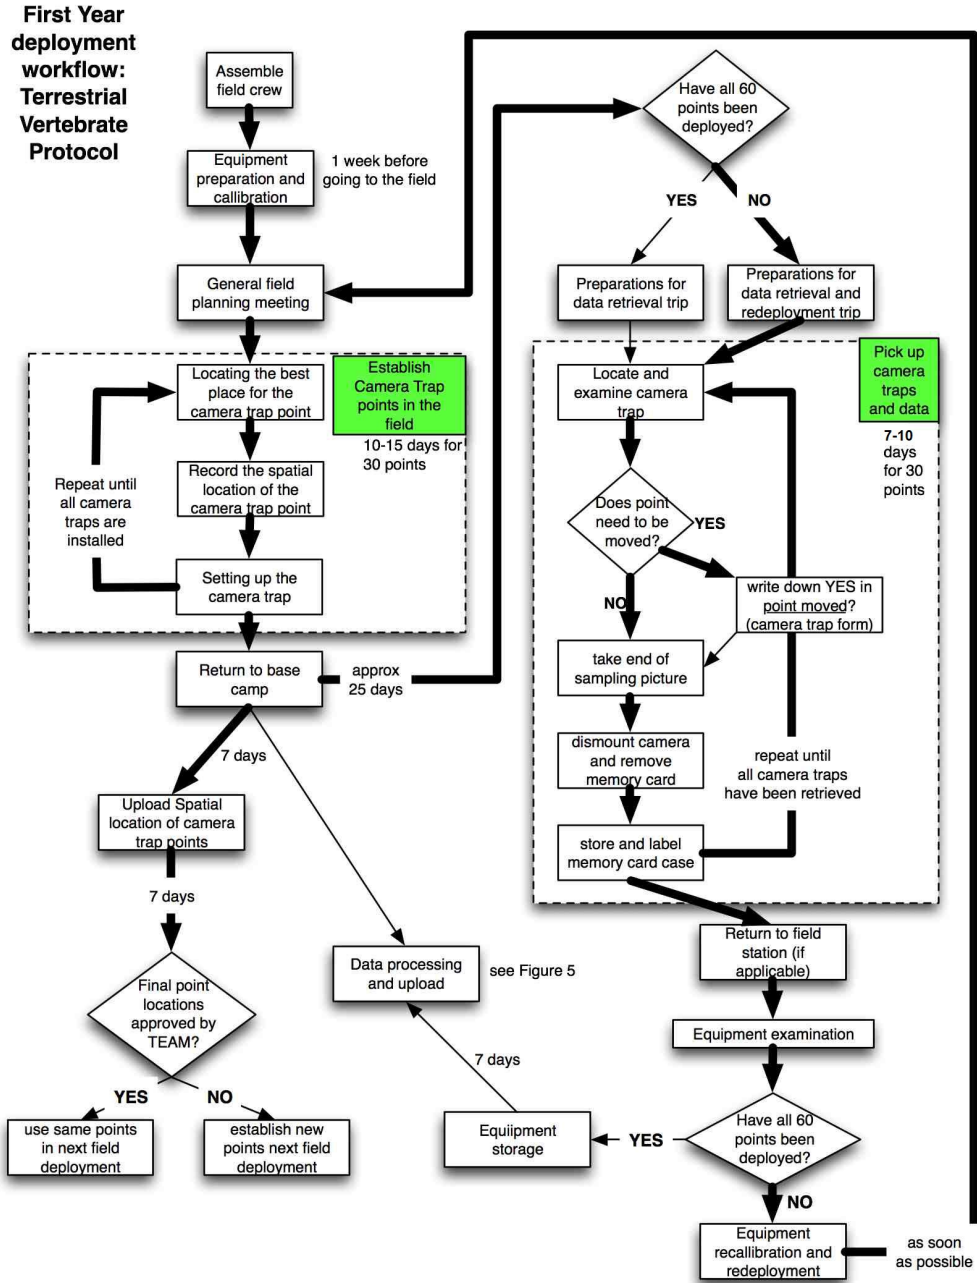 First Year
deployment
workflow:
Terrestrial
Vertebrate
Protocol
Assemble
field crew
Equipment
preparation and
callibration
1 week before
going to the field
General field
planning meeting
Establish
Camera Trap
points in the
field
10-15 days for
30 points
Locating the best
place for the
camera trap point
Record the spatial
location of the
camera trap point
Setting up the
camera trap
Repeat until
all camera
traps are
installed
Return to base
camp
approx
25 days
7 days
Upload Spatial
location of camera
trap points
7 days
Final point
locations
approved by
TEAM?
YES
NO
use same points
in next field
deployment
establish new
points next field
deployment
Data processing
and upload
see Figure 5
7 days
Have all 60
points been
deployed?
YES
NO
Preparations for
data retrieval trip
Preparations for
data retrieval and
redeployment trip
Pick up
camera
traps
and data
7-10
days
for 30
points
Locate and
examine camera
trap
Does point
need to be
moved?
YES
NO
write down YES in
point moved?
(camera trap form)
take end of
sampling picture
dismount camera
and remove
memory card
store and label
memory card case
repeat until
all camera traps
have been retrieved
Return to field
station (if
applicable)
Equipment examination
Have all 60
points been
deployed?
YES
Equiipment
storage
NO
Equipment
recallibration and
redeployment
as soon
as possible